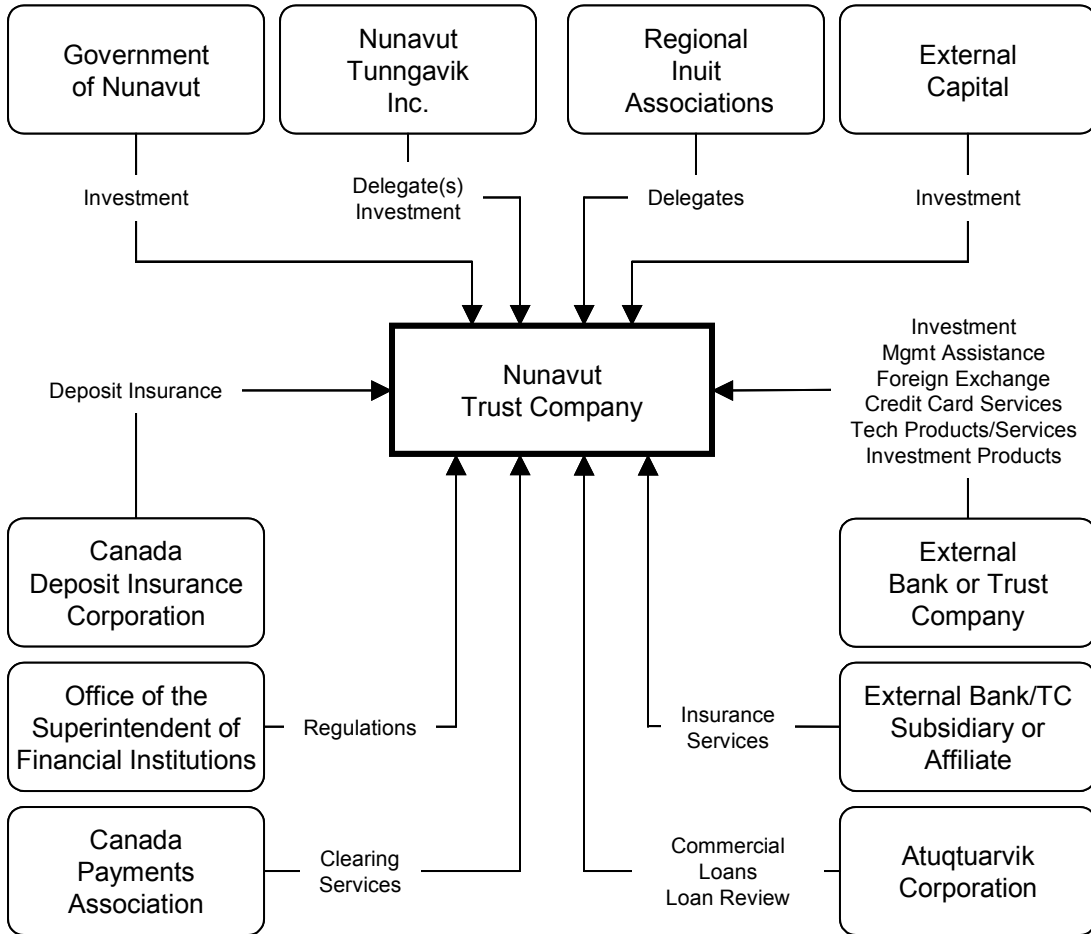 Government
of Nunavut
Nunavut
Tunngavik
Inc.
Regional
Inuit
Associations
External
Capital
Investment
Delegate(s)
Investment
Delegates
Investment
Nunavut
Trust Company
Deposit Insurance
Investment
Mgmt Assistance
Foreign Exchange
Credit Card Services
Tech Products/Services
Investment Products
Canada
Deposit Insurance
Corporation
External
Bank or Trust
Company
Office of the
Superintendent of
Financial Institutions
Regulations
Insurance
Services
External Bank/TC
Subsidiary or
Affiliate
Canada
Payments
Association
Clearing
Services
Commercial
Loans
Loan Review
Atuqtuarvik
Corporation